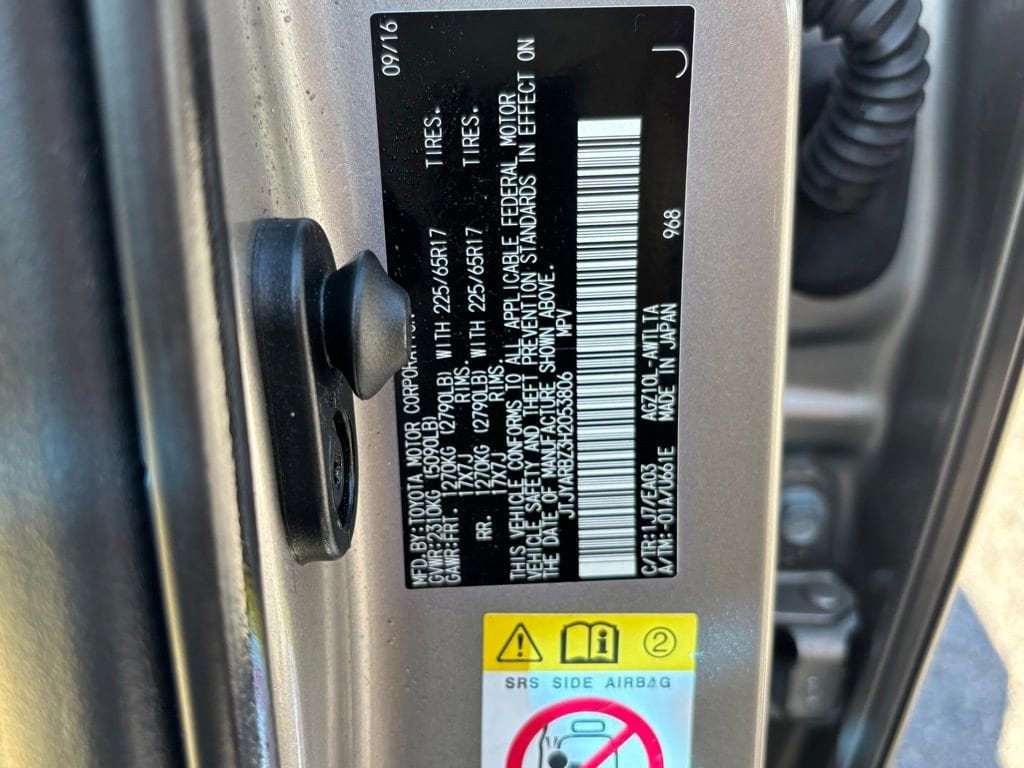 MFD.BY:TOYOTA MOTOR CORPORATION 09/16
GVWR:2310KG (5090LB)
GAWR:FRT. 1270KG (2790LB) WITH 225/65R17 TIRES.
17X7J RIMS.
RR. 1270KG (2790LB) WITH 225/65R17 TIRES.
17X7J RIMS.
THIS VEHICLE CONFORMS TO ALL APPLICABLE FEDERAL MOTOR
VEHICLE SAFETY AND THEFT PREVENTION STANDARDS IN EFFECT ON
THE DATE OF MANUFACTURE SHOWN ABOVE.
JTJYARBZ3H2053806 MPV
C/TR:1J7/EA03 AGZ10L-AWTLTA
A/TM:-01A/U661E MADE IN JAPAN 968 J
2
SRS SIDE AIRBAG